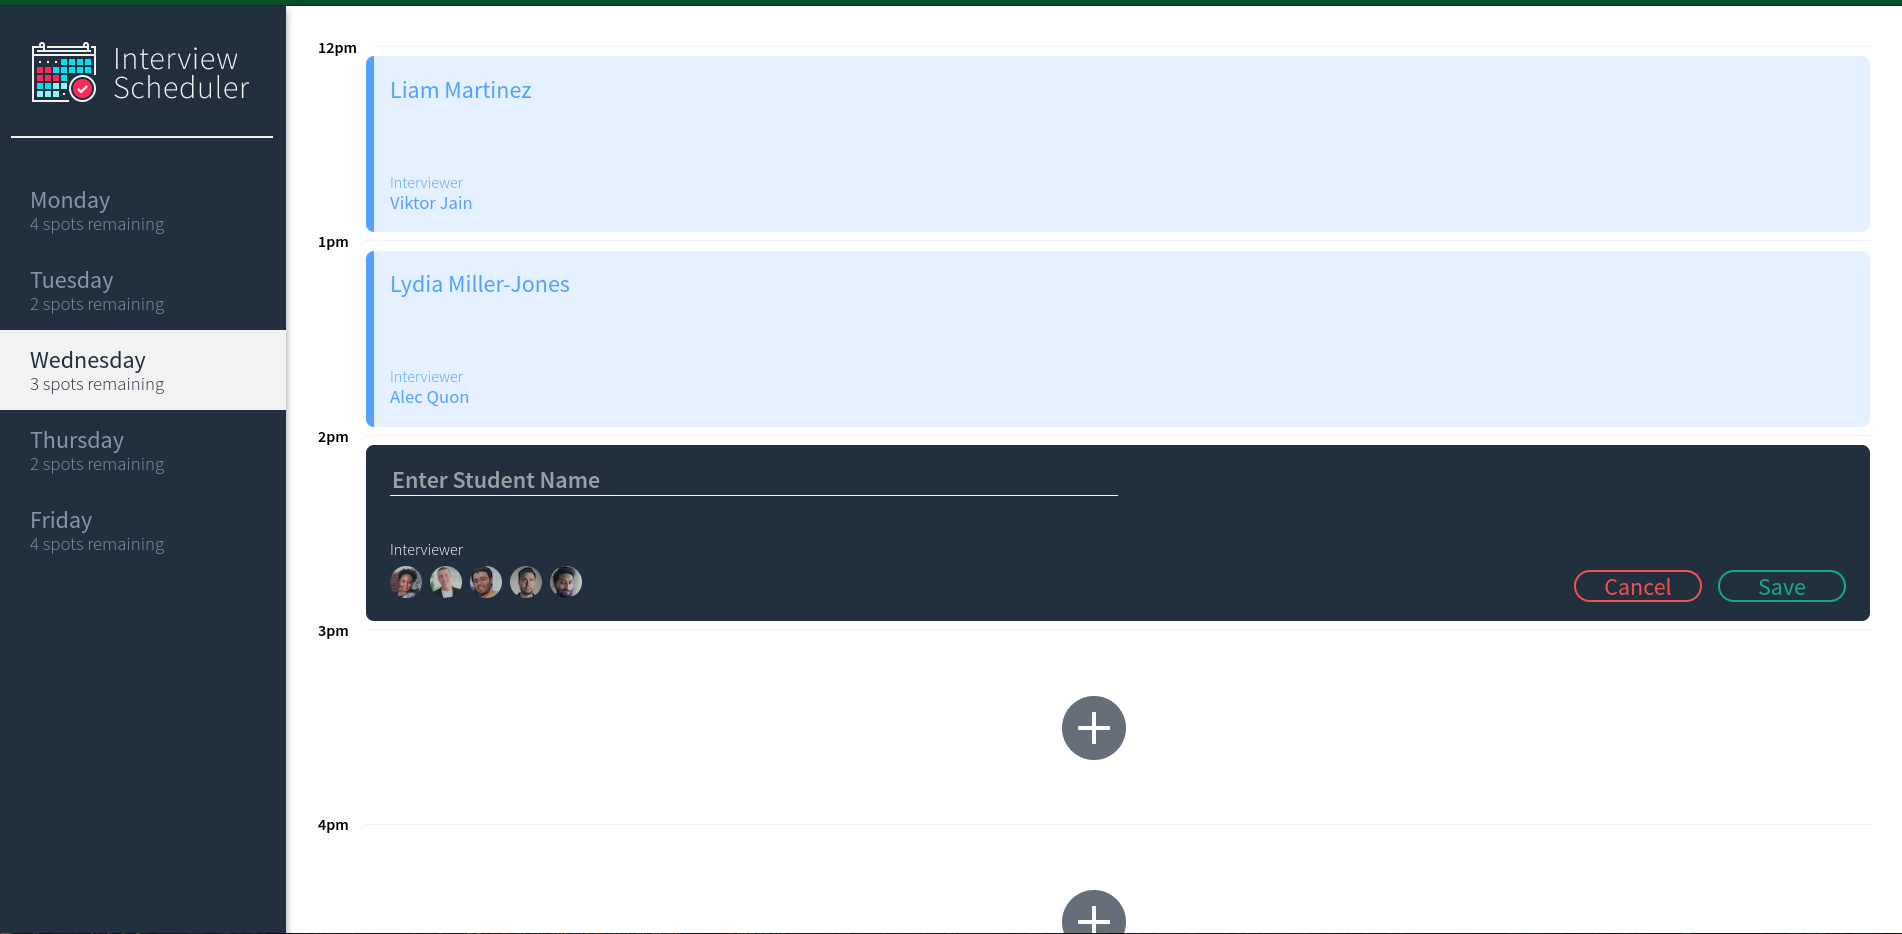 Interview
Scheduler
Monday
4 spots remaining
Tuesday
2 spots remaining
Wednesday
3 spots remaining
Thursday
2 spots remaining
Friday
4 spots remaining
12pm
Liam Martinez
Interviewer
Viktor Jain
1pm
Lydia Miller-Jones
Interviewer
Alec Quon
2pm
Enter Student Name
Interviewer
Cancel
Save
3pm
4pm